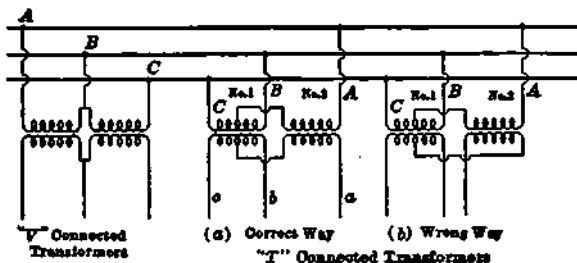 A
B
C
No.1 No.2
C B A
No.1 No.2
C B A
c b a
"V" Connected
Transformers
(a) Correct Way
(b) Wrong Way
"T" Connected Transformers